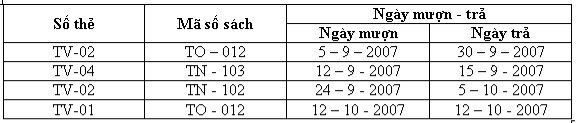 Số thẻ Mã số sách Ngày mượn - trả
Ngày mượn Ngày trả
TV-02 TO – 012 5 – 9 – 2007 30 – 9 – 2007
TV-04 TN - 103 12 – 9 - 2007 15 – 9 - 2007
TV-02 TN - 102 24 – 9 - 2007 5 – 10 - 2007
TV-01 TO - 012 12 – 10 - 2007 12 – 10 - 2007